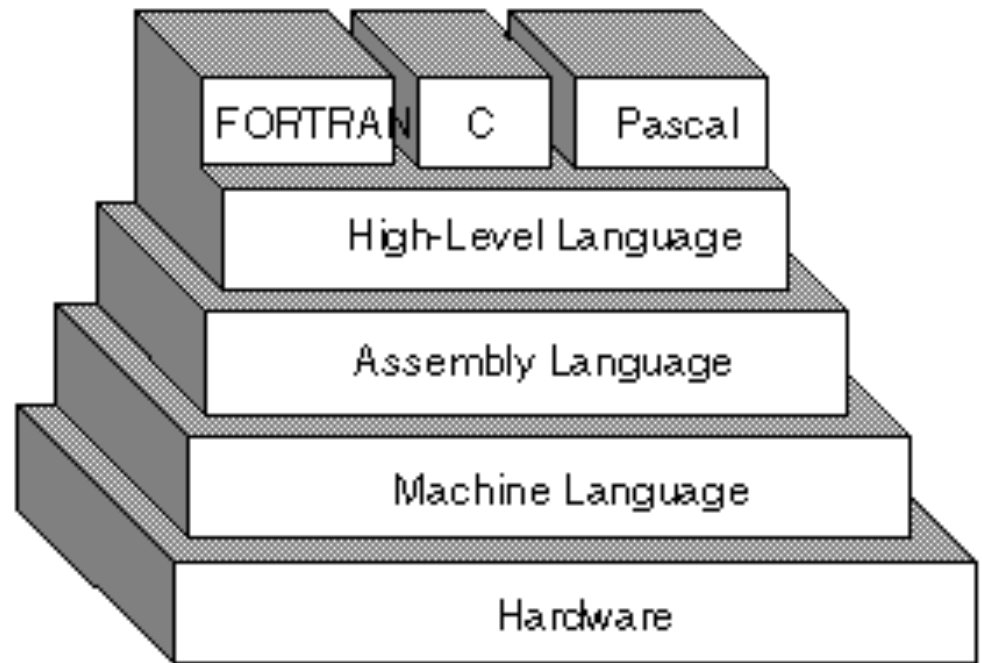 FORTRAN C Pascal
High-Level Language
Assembly Language
Machine Language
Hardware